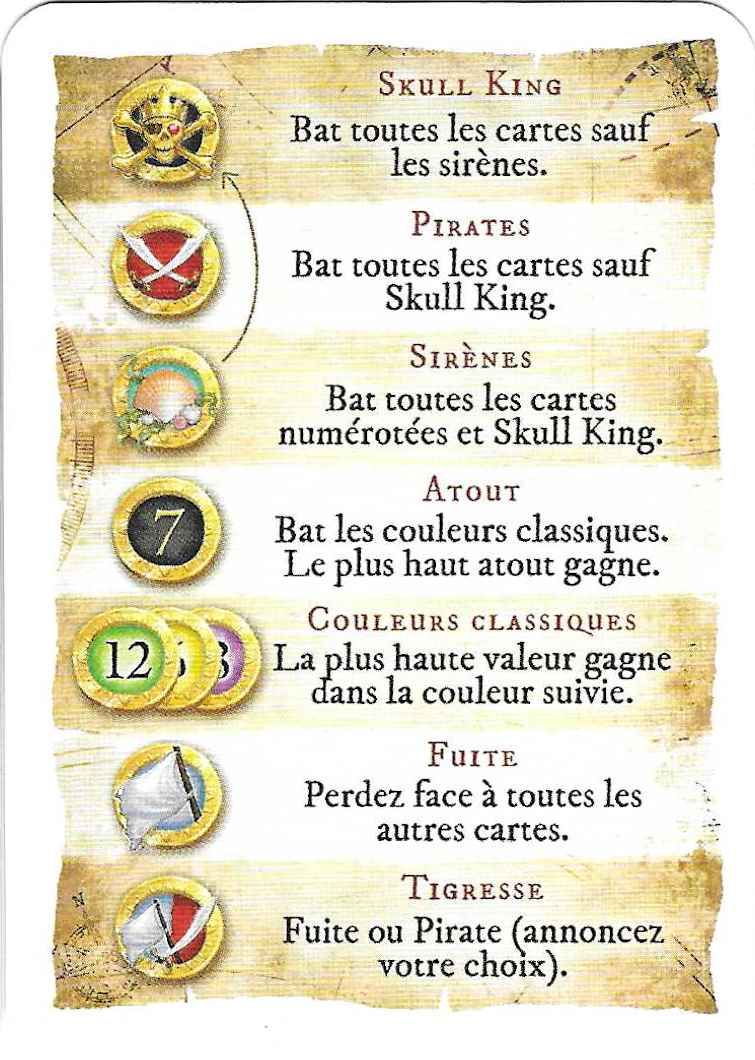 Skull King
Bat toutes les cartes sauf
les sirènes.
Pirates
Bat toutes les cartes sauf
Skull King.
Sirènes
Bat toutes les cartes
numérotées et Skull King.
Atout
7
Bat les couleurs classiques.
Le plus haut atout gagne.
Couleurs classiques
12
La plus haute valeur gagne
dans la couleur suivie.
Fuite
Perdez face à toutes les
autres cartes.
Tigresse
Fuite ou Pirate (annoncez
votre choix).